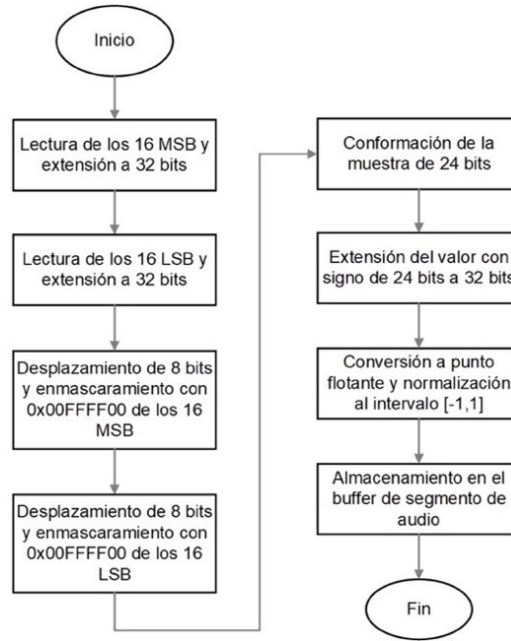 Inicio
Lectura de los 16 MSB y
extensión a 32 bits
Lectura de los 16 LSB y
extensión a 32 bits
Desplazamiento de 8 bits
y enmascaramiento con
0x00FFFF00 de los 16
MSB
Desplazamiento de 8 bits
y enmascaramiento con
0x00FFFF00 de los 16
LSB
Conformación de la
muestra de 24 bits
Extensión del valor con
signo de 24 bits a 32 bits
Conversión a punto
flotante y normalización
al intervalo [-1,1]
Almacenamiento en el
buffer de segmento de
audio
Fin